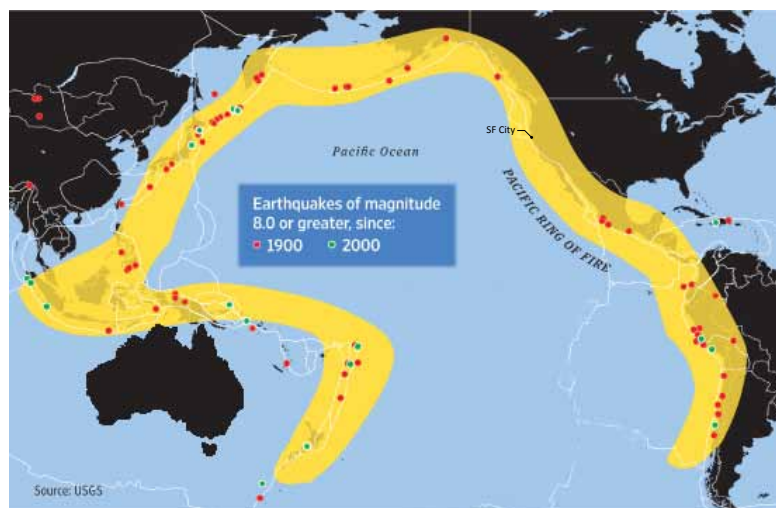 SF City
Pacific Ocean
PACIFIC RING OF FIRE
Earthquakes of magnitude
8.0 or greater, since:
1900 2000
Source: USGS